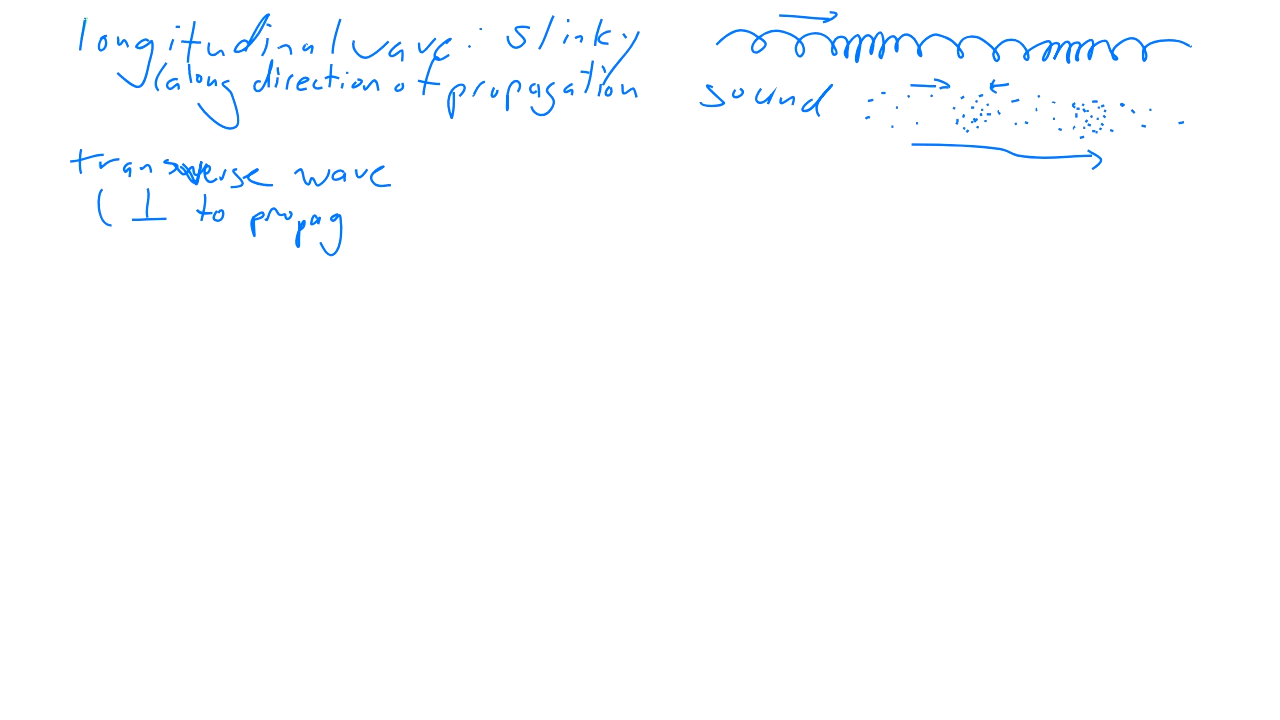 longitudinal wave: slinky
(along direction of propagation
sound
transverse wave
( ⊥ to propag